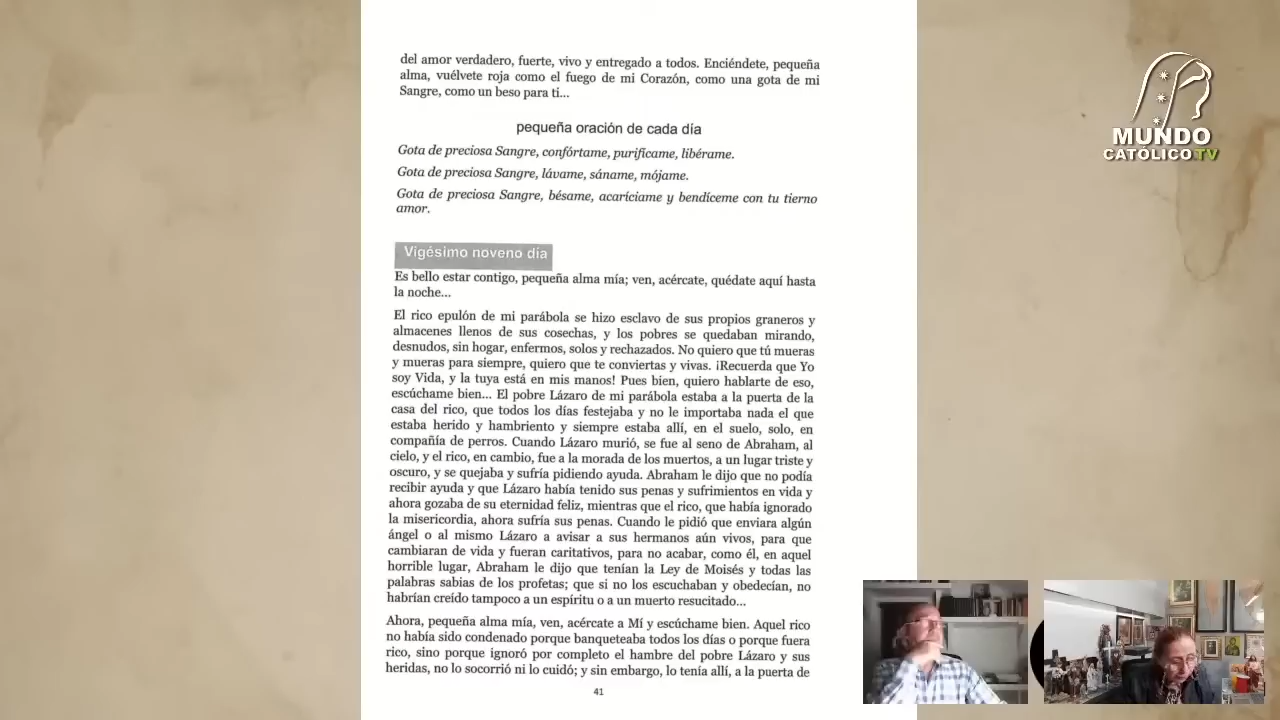 del amor verdadero, fuerte, vivo y entregado a todos. Enciéndete, pequeña
alma, vuélvete roja como el fuego de mi Corazón, como una gota de mi
Sangre, como un beso para ti...
pequeña oración de cada día
Gota de preciosa Sangre, confórtame, purifícame, libérame.
Gota de preciosa Sangre, lávame, sáname, mójame.
Gota de preciosa Sangre, bésame, acaríciame y bendíceme con tu tierno
amor.
Vigésimo noveno día
Es bello estar contigo, pequeña alma mía; ven, acércate, quédate aquí hasta
la noche...
El rico epulón de mi parábola se hizo esclavo de sus propios graneros y
almacenes llenos de sus cosechas, y los pobres se quedaban mirando,
desnudos, sin hogar, enfermos, solos y rechazados. No quiero que tú mueras
y mueras para siempre, quiero que te conviertas y vivas. ¡Recuerda que Yo
soy Vida, y la tuya está en mis manos! Pues bien, quiero hablarte de eso,
escúchame bien... El pobre Lázaro de mi parábola estaba a la puerta de la
casa del rico, que todos los días festejaba y no le importaba nada el que
estaba herido y hambriento y siempre estaba allí, en el suelo, solo, en
compañía de perros. Cuando Lázaro murió, se fue al seno de Abraham, al
cielo, y el rico, en cambio, fue a la morada de los muertos, a un lugar triste y
oscuro, y se quejaba y sufría pidiendo ayuda. Abraham le dijo que no podía
recibir ayuda y que Lázaro había tenido sus penas y sufrimientos en vida y
ahora gozaba de su eternidad feliz, mientras que el rico, que había ignorado
la misericordia, ahora sufría sus penas. Cuando le pidió que enviara algún
ángel o al mismo Lázaro a avisar a sus hermanos aún vivos, para que
cambiaran de vida y fueran caritativos, para no acabar, como él, en aquel
horrible lugar, Abraham le dijo que tenían la Ley de Moisés y todas las
palabras sabias de los profetas; que si no los escuchaban y obedecían, no
habrían creído tampoco a un espíritu o a un muerto resucitado...
Ahora, pequeña alma mía, ven, acércate a Mí y escúchame bien. Aquel rico
no había sido condenado porque banqueteaba todos los días o porque fuera
rico, sino porque ignoró por completo el hambre del pobre Lázaro y sus
heridas, no lo socorrió ni lo cuidó; y sin embargo, lo tenía allí, a la puerta de
41
MUNDO
CATÓLICO TV